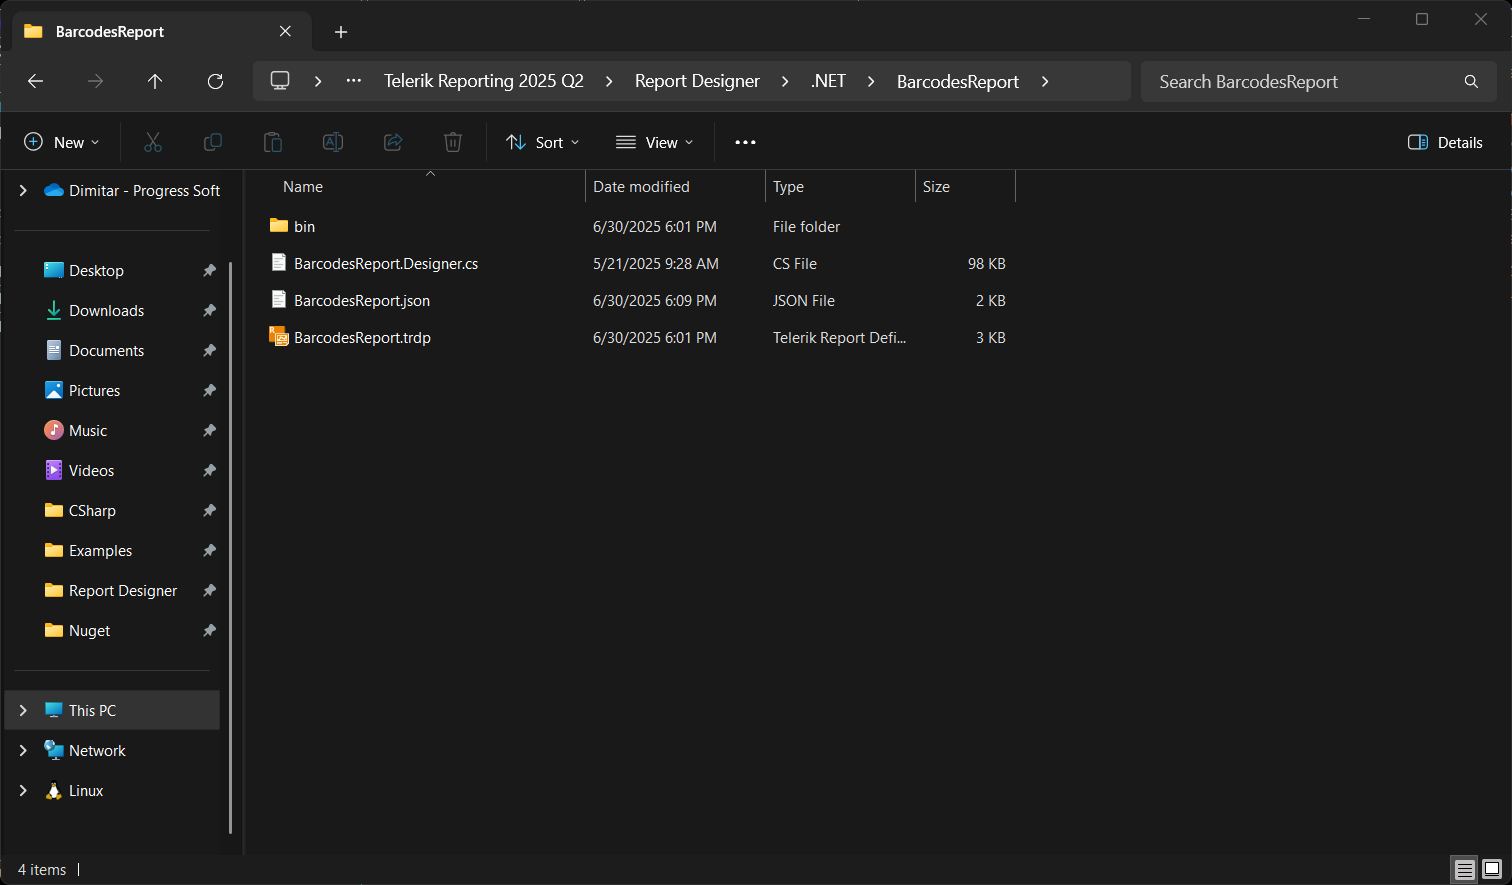 BarcodesReport
Telerik Reporting 2025 Q2 Report Designer .NET BarcodesReport Search BarcodesReport
New Sort View Details
Name Date modified Type Size
Dimitar - Progress Soft
bin 6/30/2025 6:01 PM File folder
BarcodesReport.Designer.cs 5/21/2025 9:28 AM CS File 98 KB
BarcodesReport.json 6/30/2025 6:09 PM JSON File 2 KB
BarcodesReport.trdp 6/30/2025 6:01 PM Telerik Report Defi... 3 KB
Desktop
Downloads
Documents
Pictures
Music
Videos
CSharp
Examples
Report Designer
Nuget
This PC
Network
Linux
4 items